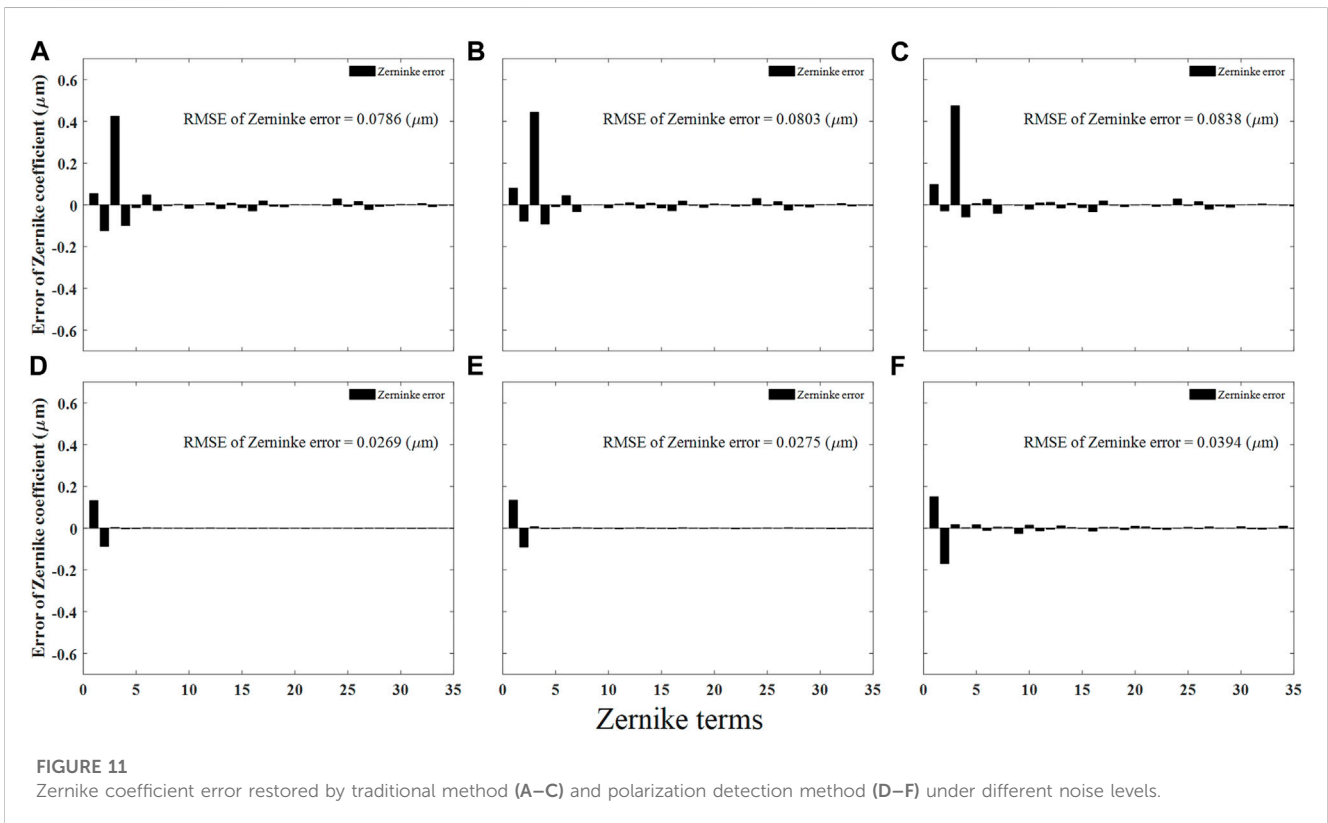 A
B
C
0.6
0.4
0.2
0
-0.2
-0.4
-0.6
Error of Zernike coefficient (μm)
Zerninke error
RMSE of Zerninke error = 0.0786 (μm)
Zerninke error
RMSE of Zerninke error = 0.0803 (μm)
Zerninke error
RMSE of Zerninke error = 0.0838 (μm)
D
E
F
0.6
0.4
0.2
0
-0.2
-0.4
-0.6
Error of Zernike coefficient (μm)
Zerninke error
RMSE of Zerninke error = 0.0269 (μm)
Zerninke error
RMSE of Zerninke error = 0.0275 (μm)
Zerninke error
RMSE of Zerninke error = 0.0394 (μm)
0 5 10 15 20 25 30 35
0 5 10 15 20 25 30 35
0 5 10 15 20 25 30 35
Zernike terms
FIGURE 11
Zernike coefficient error restored by traditional method (A–C) and polarization detection method (D–F) under different noise levels.